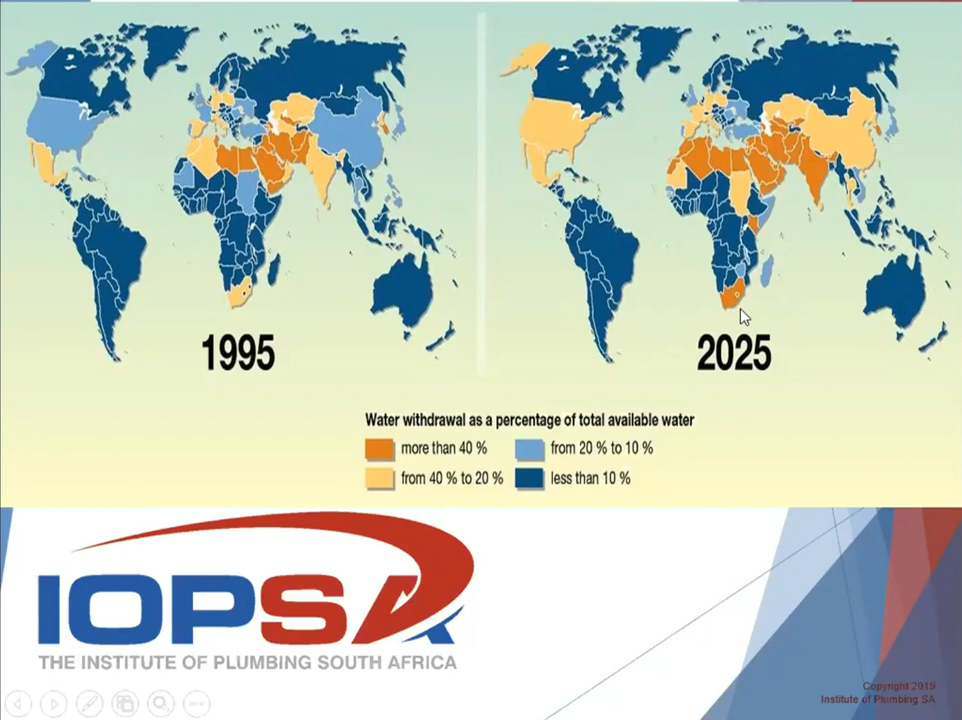 1995
2025
Water withdrawal as a percentage of total available water
more than 40 %
from 20 % to 10 %
from 40 % to 20 %
less than 10 %
IOPSA
THE INSTITUTE OF PLUMBING SOUTH AFRICA
Copyright 2019
Institute of Plumbing SA